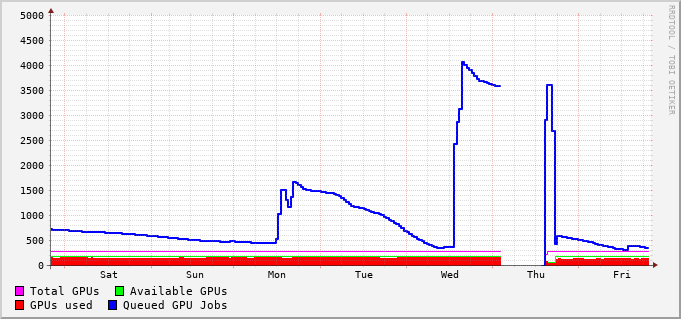 5000
4500
4000
3500
3000
2500
2000
1500
1000
500
0
Sat Sun Mon Tue Wed Thu Fri
Total GPUs Available GPUs
GPUs used Queued GPU Jobs
RRDTOOL / TOBI OETIKER